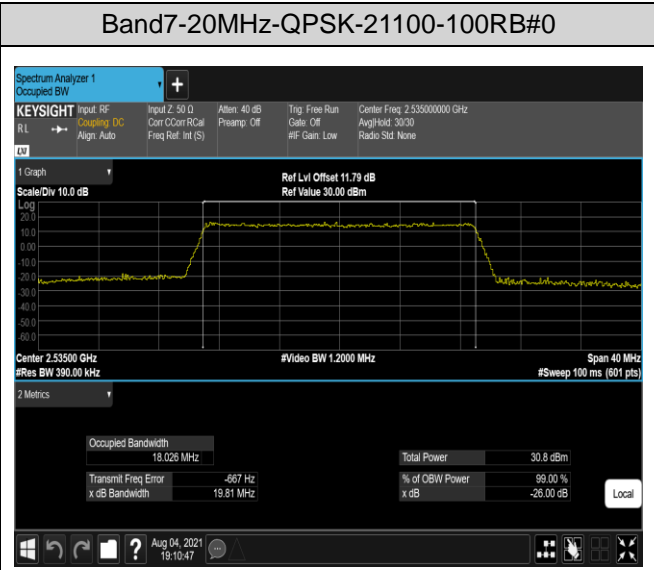 Band7-20MHz-QPSK-21100-100RB#0
Spectrum Analyzer 1
Occupied BW
+
KEYSIGHT Input: RF
RL
Coupling: DC
Align: Auto
LXI
Input Z: 50 Ω
Corr CCorr RCal
Freq Ref: Int (S)
Atten: 40 dB
Preamp: Off
Trig: Free Run
Gate: Off
#IF Gain: Low
Center Freq: 2.535000000 GHz
Avg|Hold: 30/30
Radio Std: None
1 Graph
Scale/Div 10.0 dB
Ref Lvl Offset 11.79 dB
Ref Value 30.00 dBm
Log
20.0
10.0
0.00
-10.0
-20.0
-30.0
-40.0
-50.0
-60.0
Center 2.53500 GHz
#Res BW 390.00 kHz
#Video BW 1.2000 MHz
Span 40 MHz
#Sweep 100 ms (601 pts)
2 Metrics
Occupied Bandwidth
18.026 MHz
Transmit Freq Error -667 Hz
x dB Bandwidth 19.81 MHz
Total Power 30.8 dBm
% of OBW Power 99.00 %
x dB -26.00 dB
Local
?
Aug 04, 2021
19:10:47